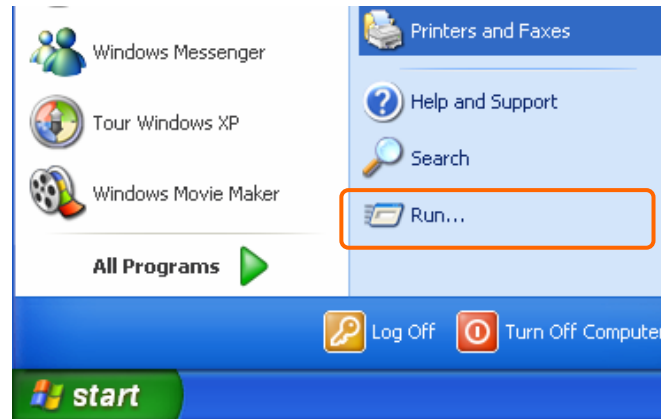 Windows Messenger
Tour Windows XP
Windows Movie Maker
All Programs
Printers and Faxes
Help and Support
Search
Run...
Log Off
Turn Off Computer
start